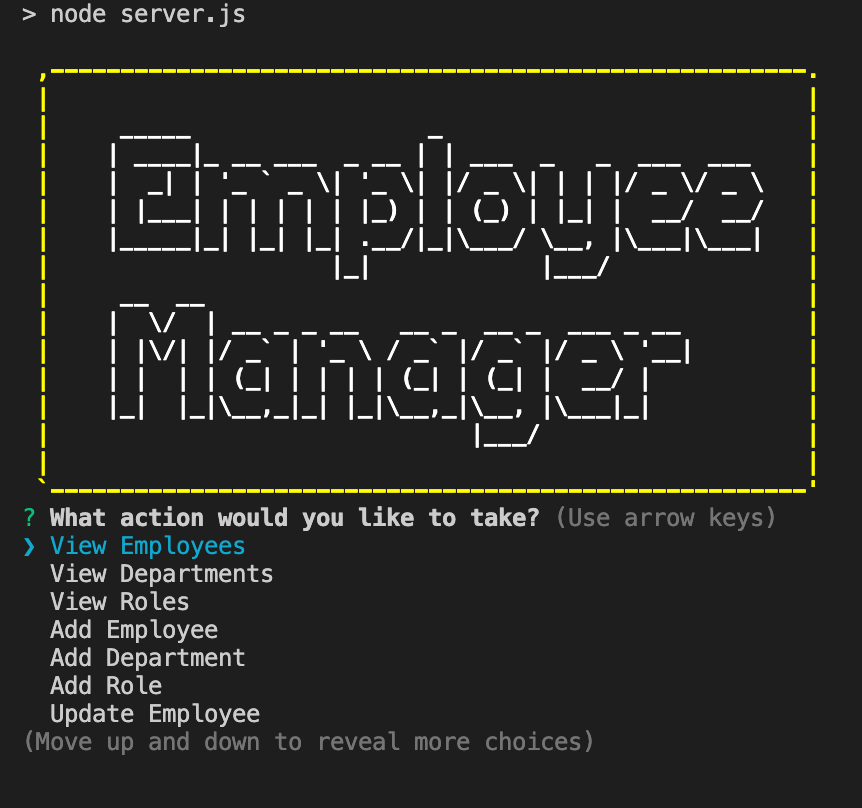 > node server.js
Employee
Manager
? What action would you like to take? (Use arrow keys)
❯ View Employees
View Departments
View Roles
Add Employee
Add Department
Add Role
Update Employee
(Move up and down to reveal more choices)